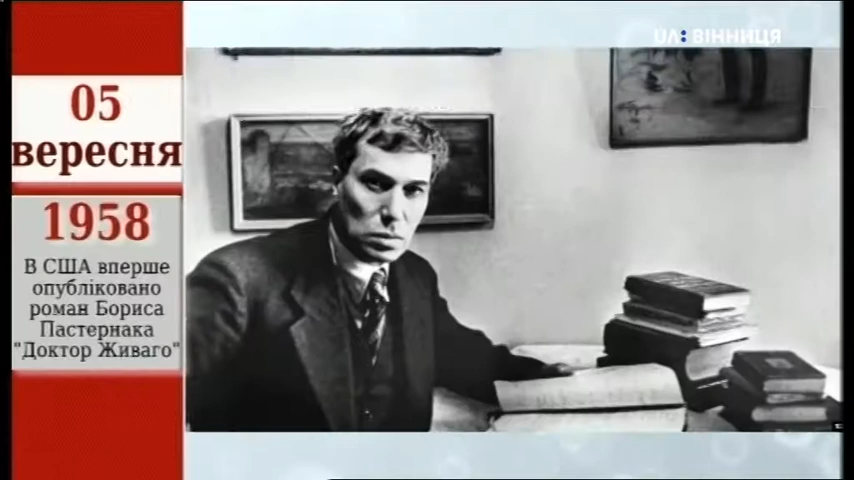 UA: ВІННИЦЯ
05
вересня
1958
В США вперше
опубліковано
роман Бориса
Пастернака
"Доктор Живаго"